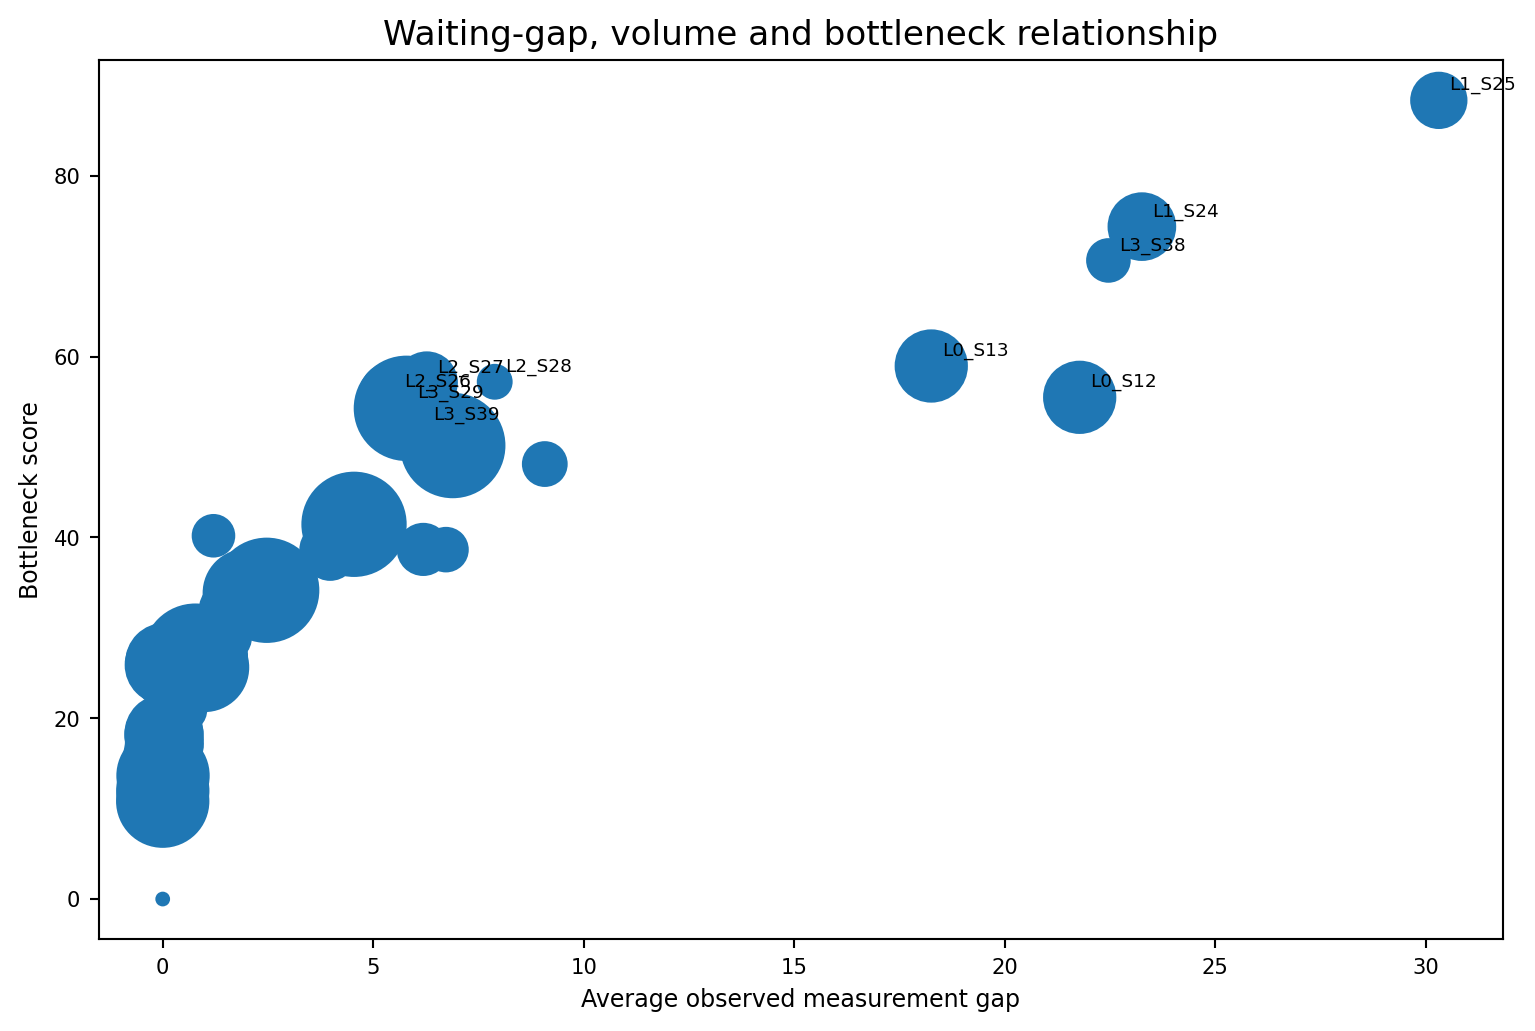 Waiting-gap, volume and bottleneck relationship
L1_S25
80
L1_S24
L3_S38
60
L0_S13
L2_S27
L2_S28
L2_S26
L0_S12
L3_S29
L3_S39
Bottleneck score
40
20
0
0 5 10 15 20 25 30
Average observed measurement gap